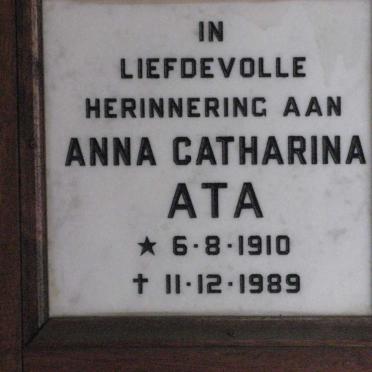 IN
LIEFDEVOLLE
HERINNERING AAN
ANNA CATHARINA
ATA
★ 6·8·1910
† 11·12·1989